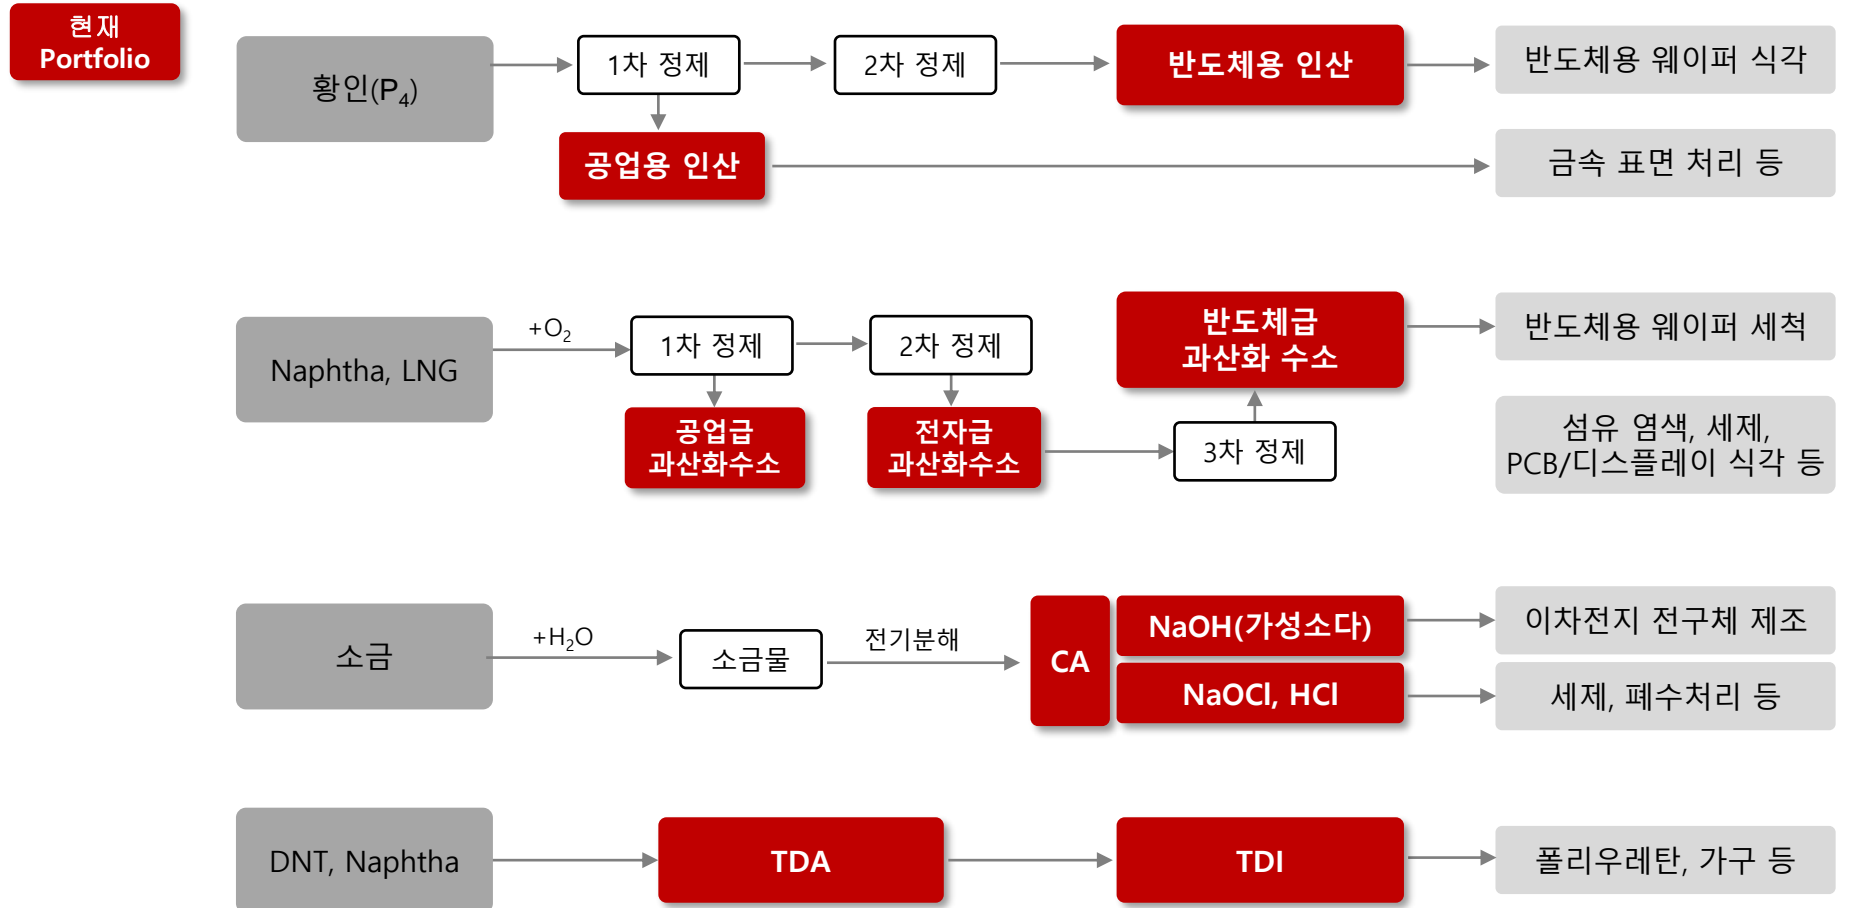 현재
Portfolio
황인(P₄)
1차 정제
2차 정제
반도체용 인산
반도체용 웨이퍼 식각
공업용 인산
금속 표면 처리 등
Naphtha, LNG
+O₂
1차 정제
2차 정제
반도체급
과산화 수소
반도체용 웨이퍼 세척
공업급
과산화수소
전자급
과산화수소
3차 정제
섬유 염색, 세제,
PCB/디스플레이 식각 등
소금
+H₂O
소금물
전기분해
CA
NaOH(가성소다)
이차전지 전구체 제조
NaOCl, HCl
세제, 폐수처리 등
DNT, Naphtha
TDA
TDI
폴리우레탄, 가구 등